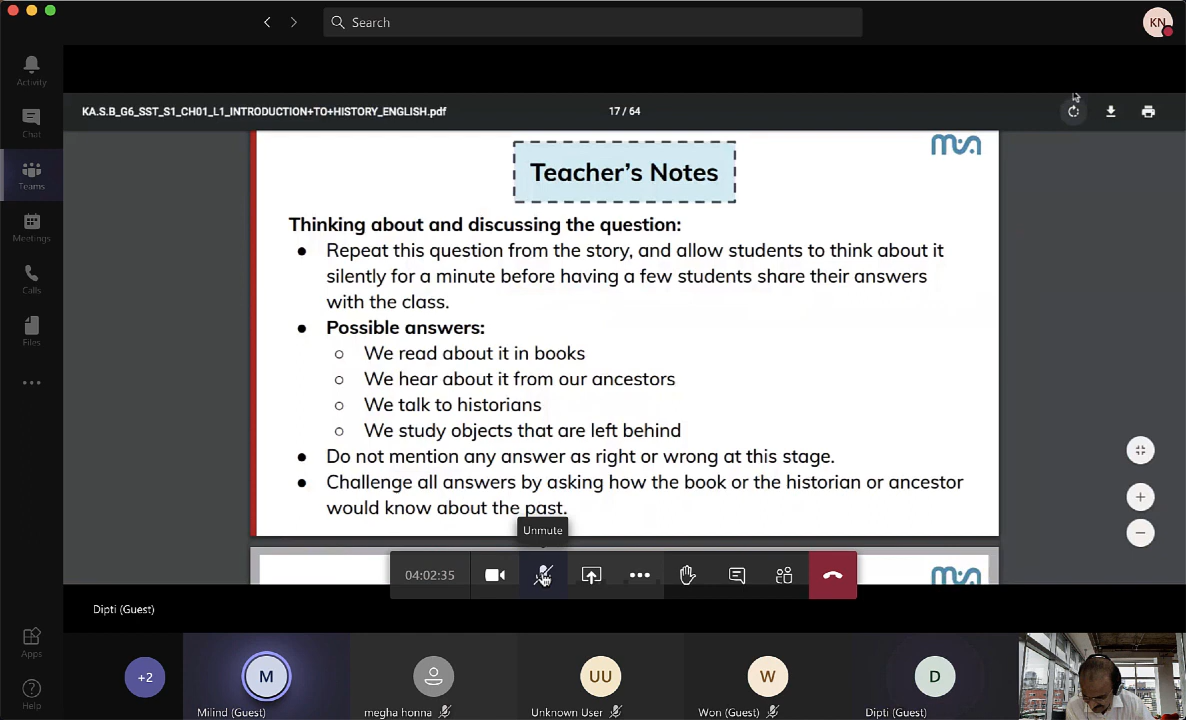 Search
KN
Activity
Chat
Teams
Meetings
Calls
Files
Apps
Help
KA.S.B_G6_SST_S1_CH01_L1_INTRODUCTION+TO+HISTORY_ENGLISH.pdf
17 / 64
Teacher's Notes
Thinking about and discussing the question:
● Repeat this question from the story, and allow students to think about it
silently for a minute before having a few students share their answers
with the class.
● Possible answers:
○ We read about it in books
○ We hear about it from our ancestors
○ We talk to historians
○ We study objects that are left behind
● Do not mention any answer as right or wrong at this stage.
● Challenge all answers by asking how the book or the historian or ancestor
would know about the past.
Unmute
04:02:35
Dipti (Guest)
+2
M
UU
W
D
Milind (Guest)
megha honna
Unknown User
Won (Guest)
Dipti (Guest)